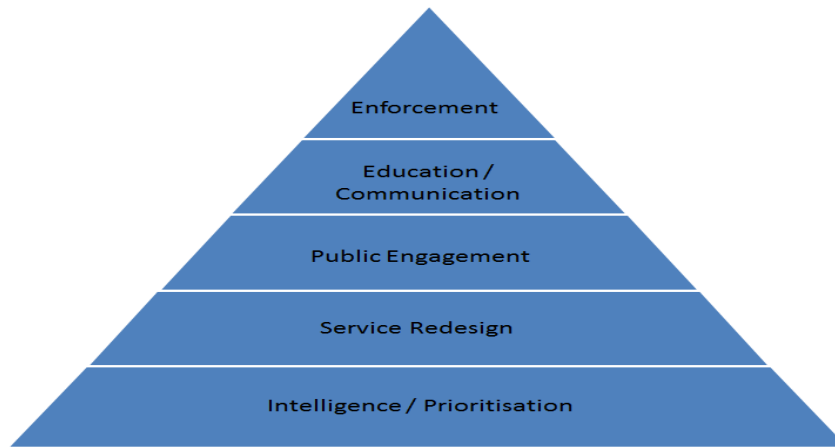 Enforcement
Education /
Communication
Public Engagement
Service Redesign
Intelligence / Prioritisation